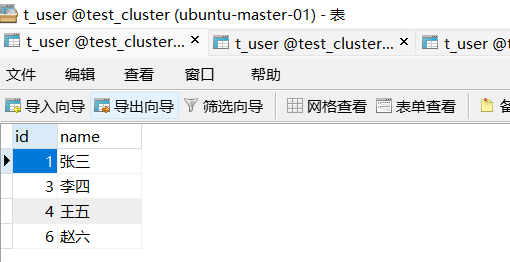 t_user @test_cluster (ubuntu-master-01) - 表
t_user @test_cluster... × t_user @test_cluster... × t_user @t
文件 编辑 查看 窗口 帮助
导入向导 导出向导 筛选向导 网格查看 表单查看 备
id name
1 张三
3 李四
4 王五
6 赵六